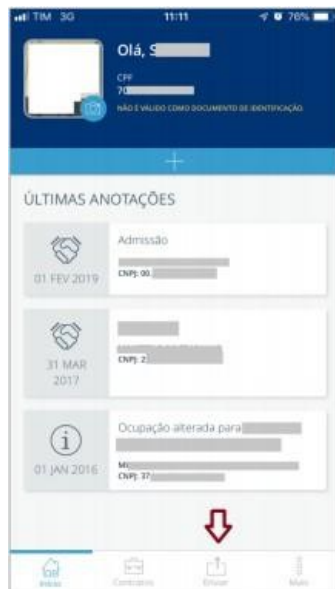 TIM 3G 11:11 76%
Olá, S
CPF
70
NÃO É VÁLIDO COMO DOCUMENTO DE IDENTIFICAÇÃO
ÚLTIMAS ANOTAÇÕES
Admissão
01 FEV 2019
CNPJ: 00.
31 MAR
2017
CNPJ: 2
Ocupação alterada para
01 JAN 2016
CNPJ: 37
Início Contratos Enviar Mais